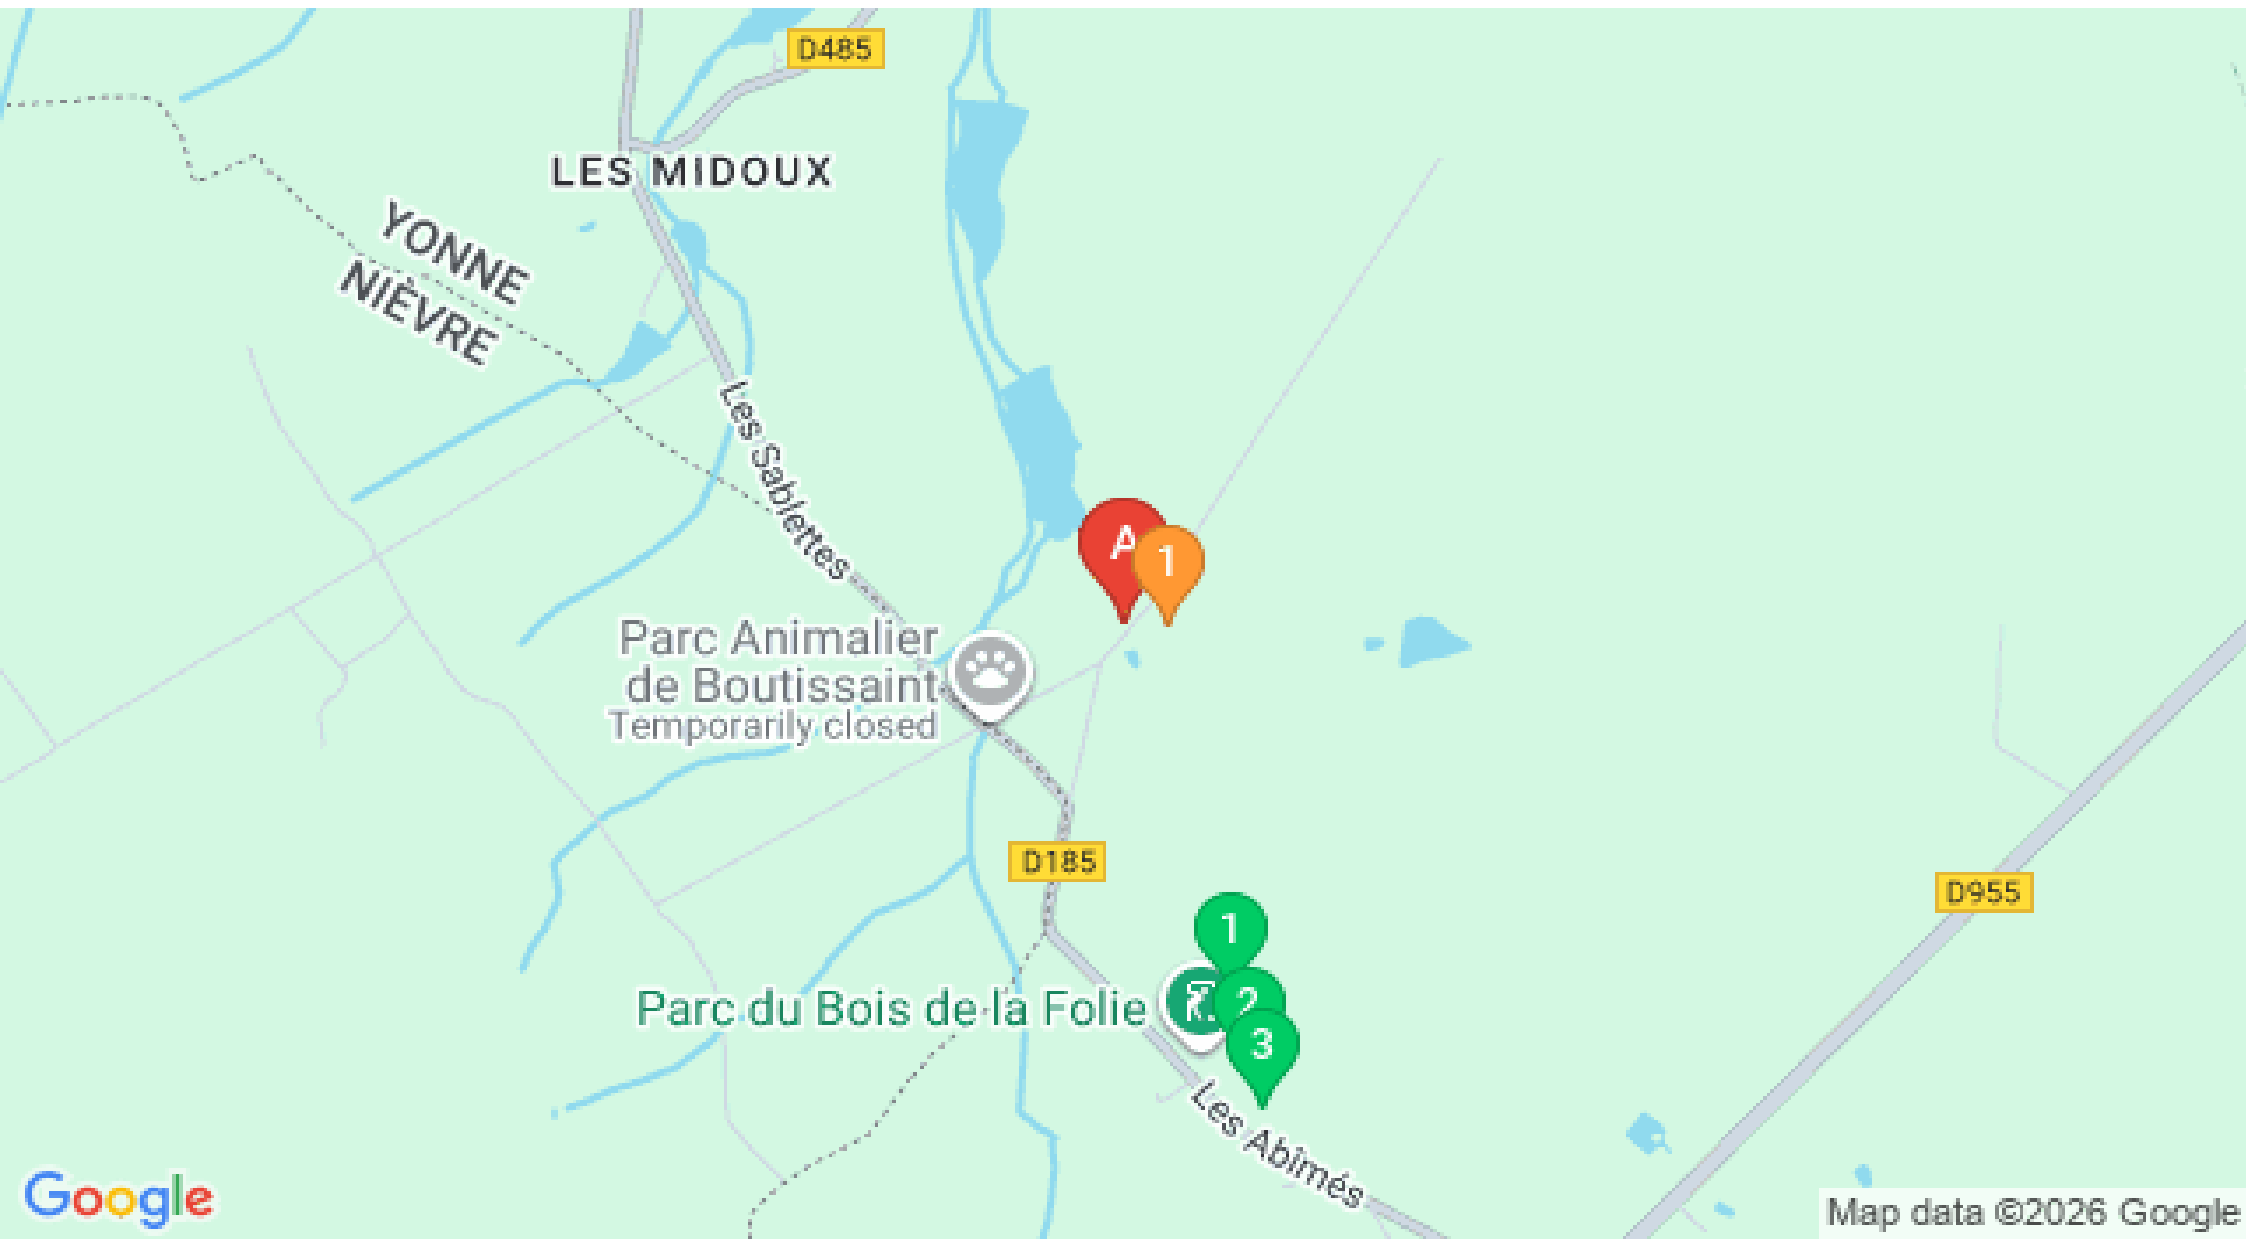 D485
LES MIDOUX
YONNE
NIÈVRE
Les Sablettes
A
1
Parc Animalier
de Boutissaint
Temporarily closed
D185
D955
1
2
3
Parc du Bois de la Folie
Les Abîmés
Google
Map data ©2026 Google